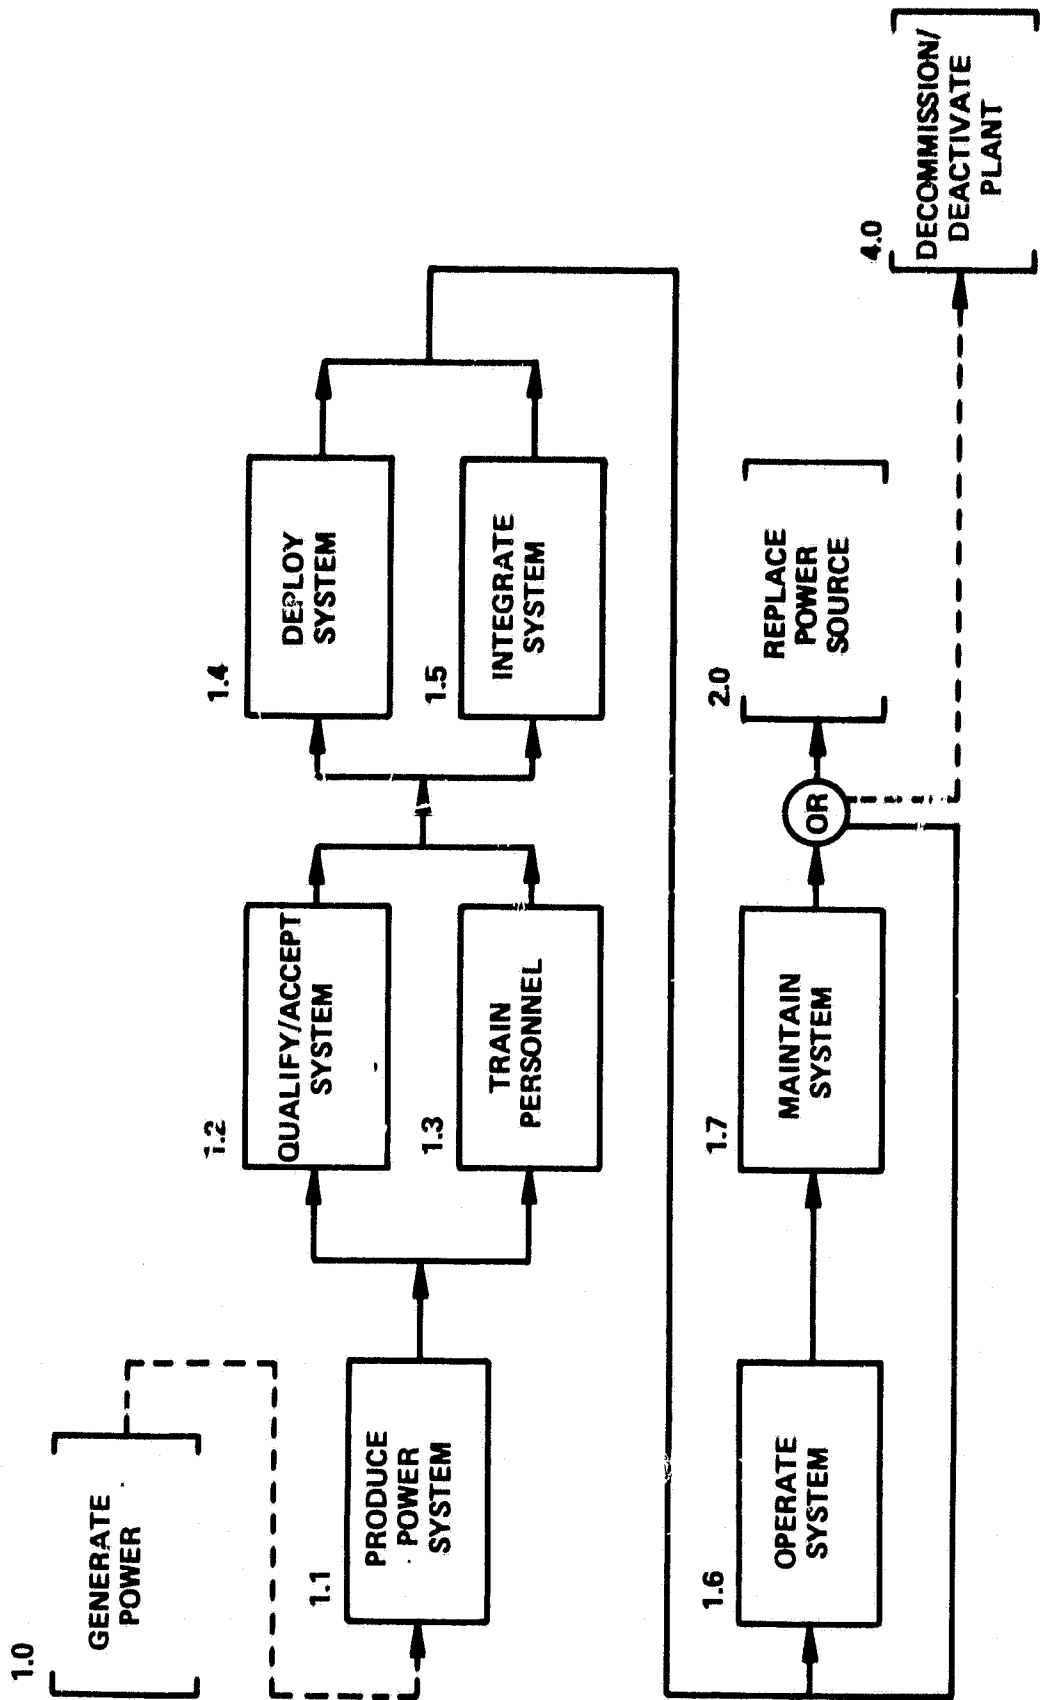 1.0
GENERATE
POWER
1.1
PRODUCE
POWER
SYSTEM
1.2
QUALIFY/ACCEPT
SYSTEM
1.3
TRAIN
PERSONNEL
1.4
DEPLOY
SYSTEM
1.5
INTEGRATE
SYSTEM
1.6
OPERATE
SYSTEM
1.7
MAINTAIN
SYSTEM
OR
2.0
REPLACE
POWER
SOURCE
4.0
DECOMMISSION/
DEACTIVATE
PLANT